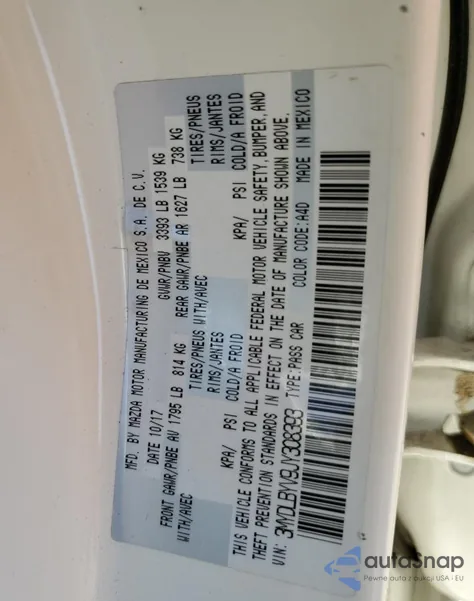 MFD. BY MAZDA MOTOR MANUFACTURING DE MEXICO S.A. DE C.V.
DATE 10/17 GVWR/PNBV 3393 LB 1539 KG
FRONT GAWR/PNBE AV 1795 LB 814 KG REAR GAWR/PNBE AR 1627 LB 738 KG
WITH/AVEC TIRES/PNEUS WITH/AVEC TIRES/PNEUS
RIMS/JANTES RIMS/JANTES
KPA/ PSI COLD/A FROID KPA/ PSI COLD/A FROID
THIS VEHICLE CONFORMS TO ALL APPLICABLE FEDERAL MOTOR VEHICLE SAFETY, BUMPER, AND
THEFT PREVENTION STANDARDS IN EFFECT ON THE DATE OF MANUFACTURE SHOWN ABOVE.
VIN: 3MYDLBYV9JY308393 TYPE:PASS CAR COLOR CODE:A4D MADE IN MEXICO
autoSnap
Pewne auta z aukcji USA i EU